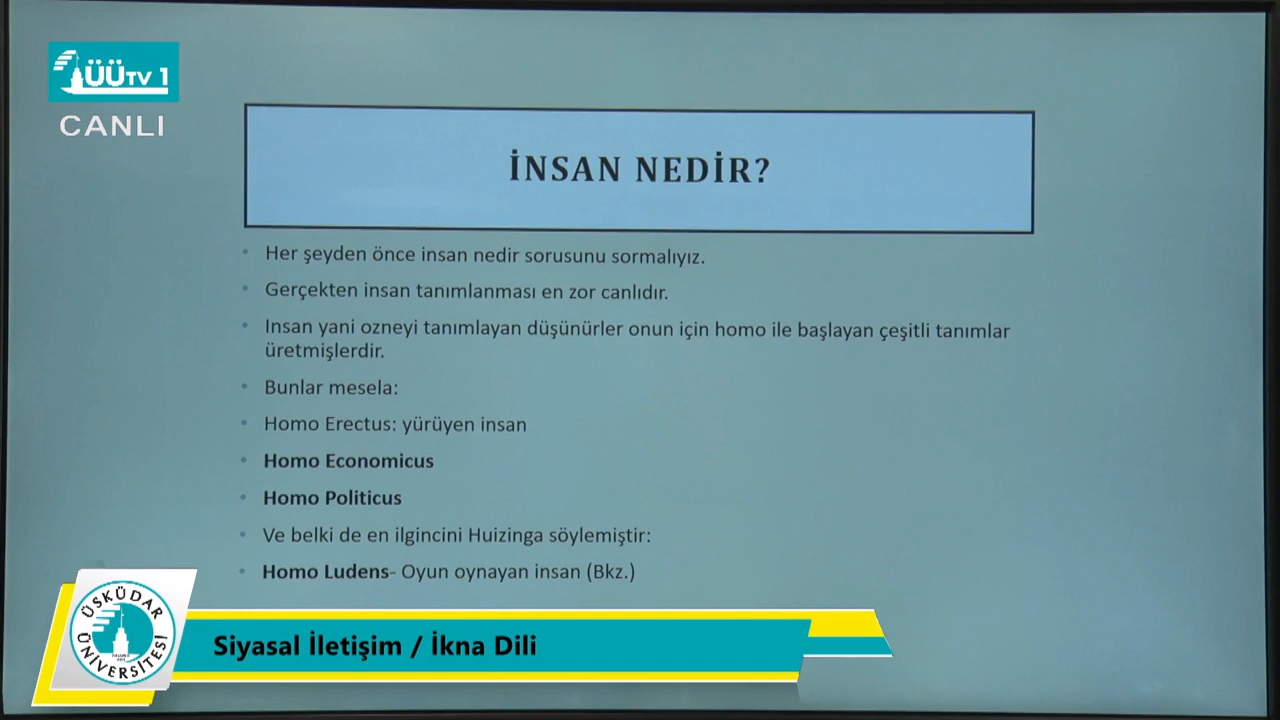 ÜÜTV 1
CANLI
İNSAN NEDİR?
• Her şeyden önce insan nedir sorusunu sormalıyız.
• Gerçekten insan tanımlanması en zor canlıdır.
• Insan yani ozneyi tanımlayan düşünürler onun için homo ile başlayan çeşitli tanımlar
üretmişlerdir.
• Bunlar mesela:
• Homo Erectus: yürüyen insan
• Homo Economicus
• Homo Politicus
• Ve belki de en ilgincini Huizinga söylemiştir:
• Homo Ludens- Oyun oynayan insan (Bkz.)
ÜSKÜDAR
ÜNİVERSİTESİ
Siyasal İletişim / İkna Dili